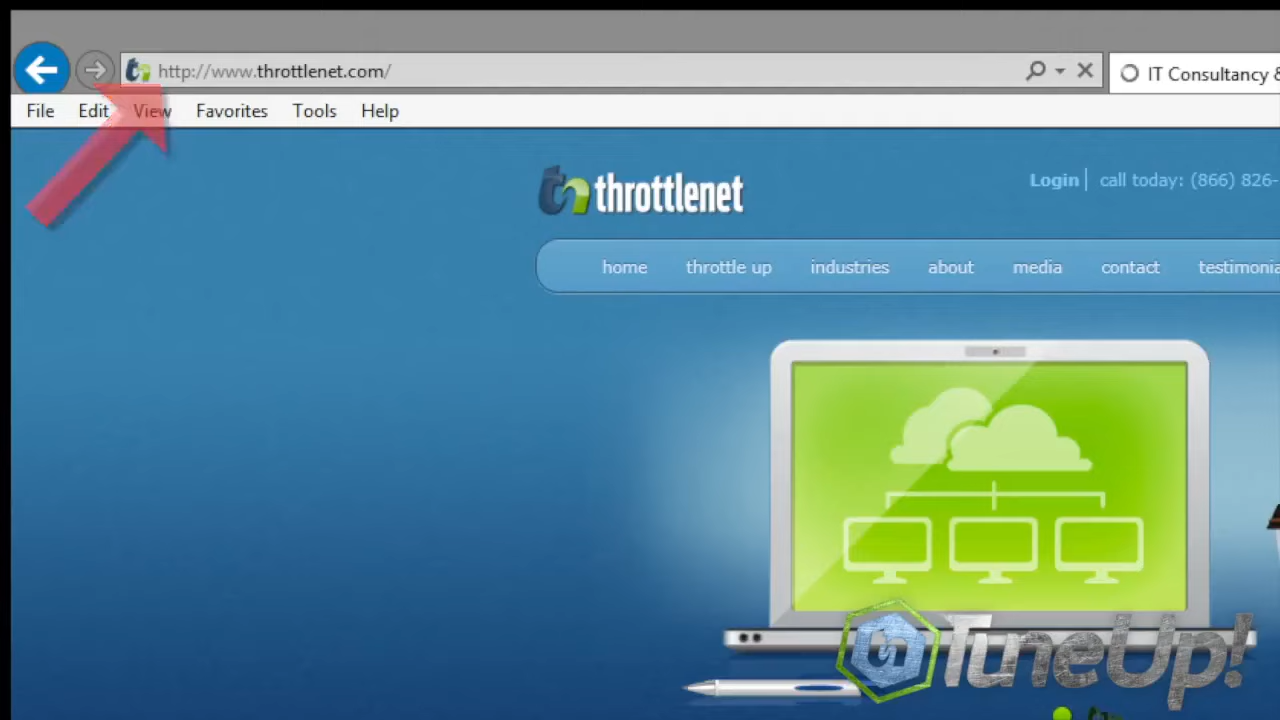 http://www.throttlenet.com/
IT Consultancy &
File Edit View Favorites Tools Help
throttlenet
Login call today: (866) 826-
home throttle up industries about media contact testimonia
tn TuneUp!